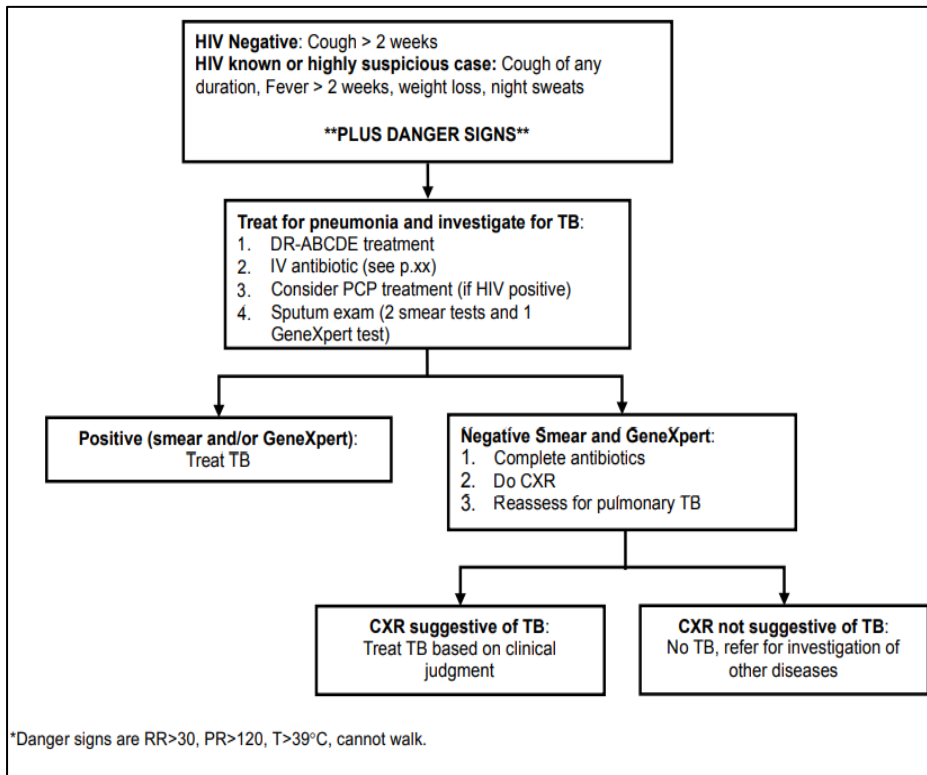 HIV Negative: Cough > 2 weeks
HIV known or highly suspicious case: Cough of any
duration, Fever > 2 weeks, weight loss, night sweats
**PLUS DANGER SIGNS**
Treat for pneumonia and investigate for TB:
1. DR-ABCDE treatment
2. IV antibiotic (see p.xx)
3. Consider PCP treatment (if HIV positive)
4. Sputum exam (2 smear tests and 1
GeneXpert test)
Positive (smear and/or GeneXpert):
Treat TB
Negative Smear and GeneXpert:
1. Complete antibiotics
2. Do CXR
3. Reassess for pulmonary TB
CXR suggestive of TB:
Treat TB based on clinical
judgment
CXR not suggestive of TB:
No TB, refer for investigation of
other diseases
*Danger signs are RR>30, PR>120, T>39°C, cannot walk.